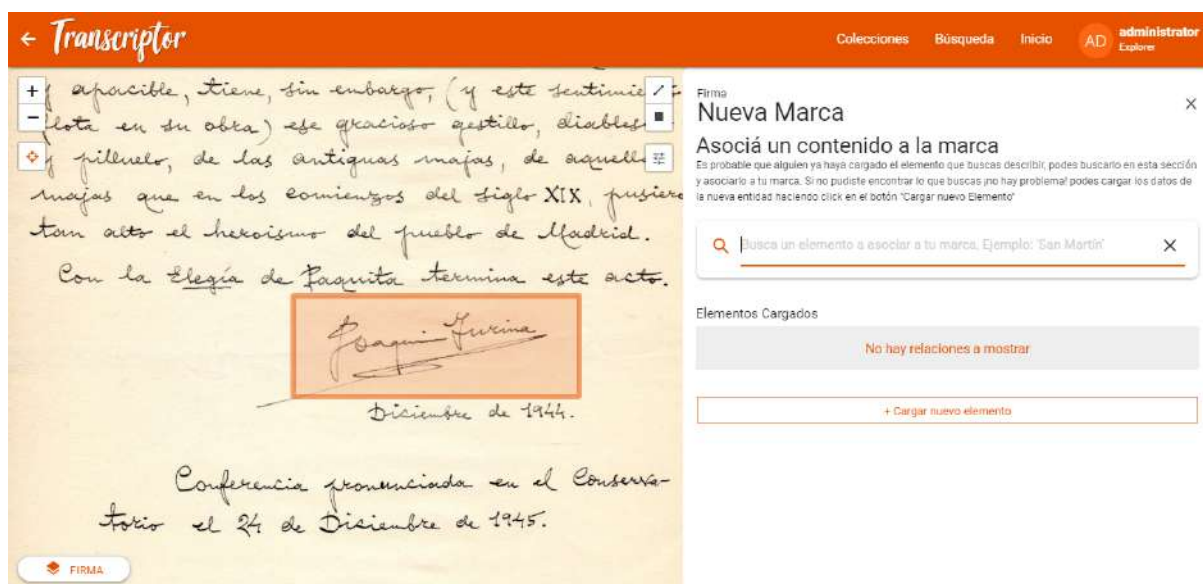 ← Transcriptor
Colecciones Búsqueda Inicio AD administrator
Explorer
y apacible, tiene, sin embargo, (y este sentimie
flota en su obra) ese gracioso gestillo, diables
y pilluelo, de las antiguas majas, de aquell
majas que en los comienzos del siglo XIX, pusiero
tan alto el heroismo del pueblo de Madrid.
Con la Elegía de Paquita termina este acto.
Joaquin Turina
Diciembre de 1944.
Conferencia pronunciada en el Conserva-
torio el 24 de Diciembre de 1945.
FIRMA
Firma
Nueva Marca
Asociá un contenido a la marca
Es probable que alguien ya haya cargado el elemento que buscas describir, podes buscarlo en esta sección
y asociarlo a tu marca. Si no pudiste encontrar lo que buscas ¡no hay problema! podes cargar los datos de
la nueva entidad haciendo click en el botón "Cargar nuevo Elemento"
Busca un elemento a asociar a tu marca. Ejemplo: 'San Martín'
Elementos Cargados
No hay relaciones a mostrar
+ Cargar nuevo elemento